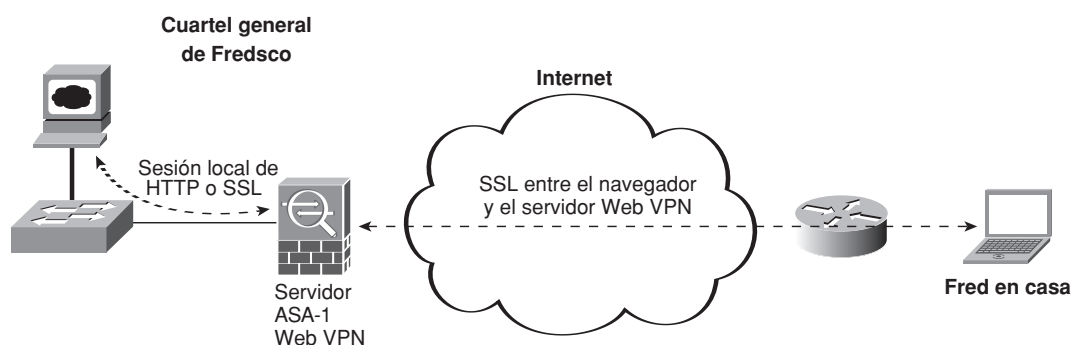 Cuartel general
de Fredsco
Internet
Sesión local de
HTTP o SSL
SSL entre el navegador
y el servidor Web VPN
Servidor
ASA-1
Web VPN
Fred en casa